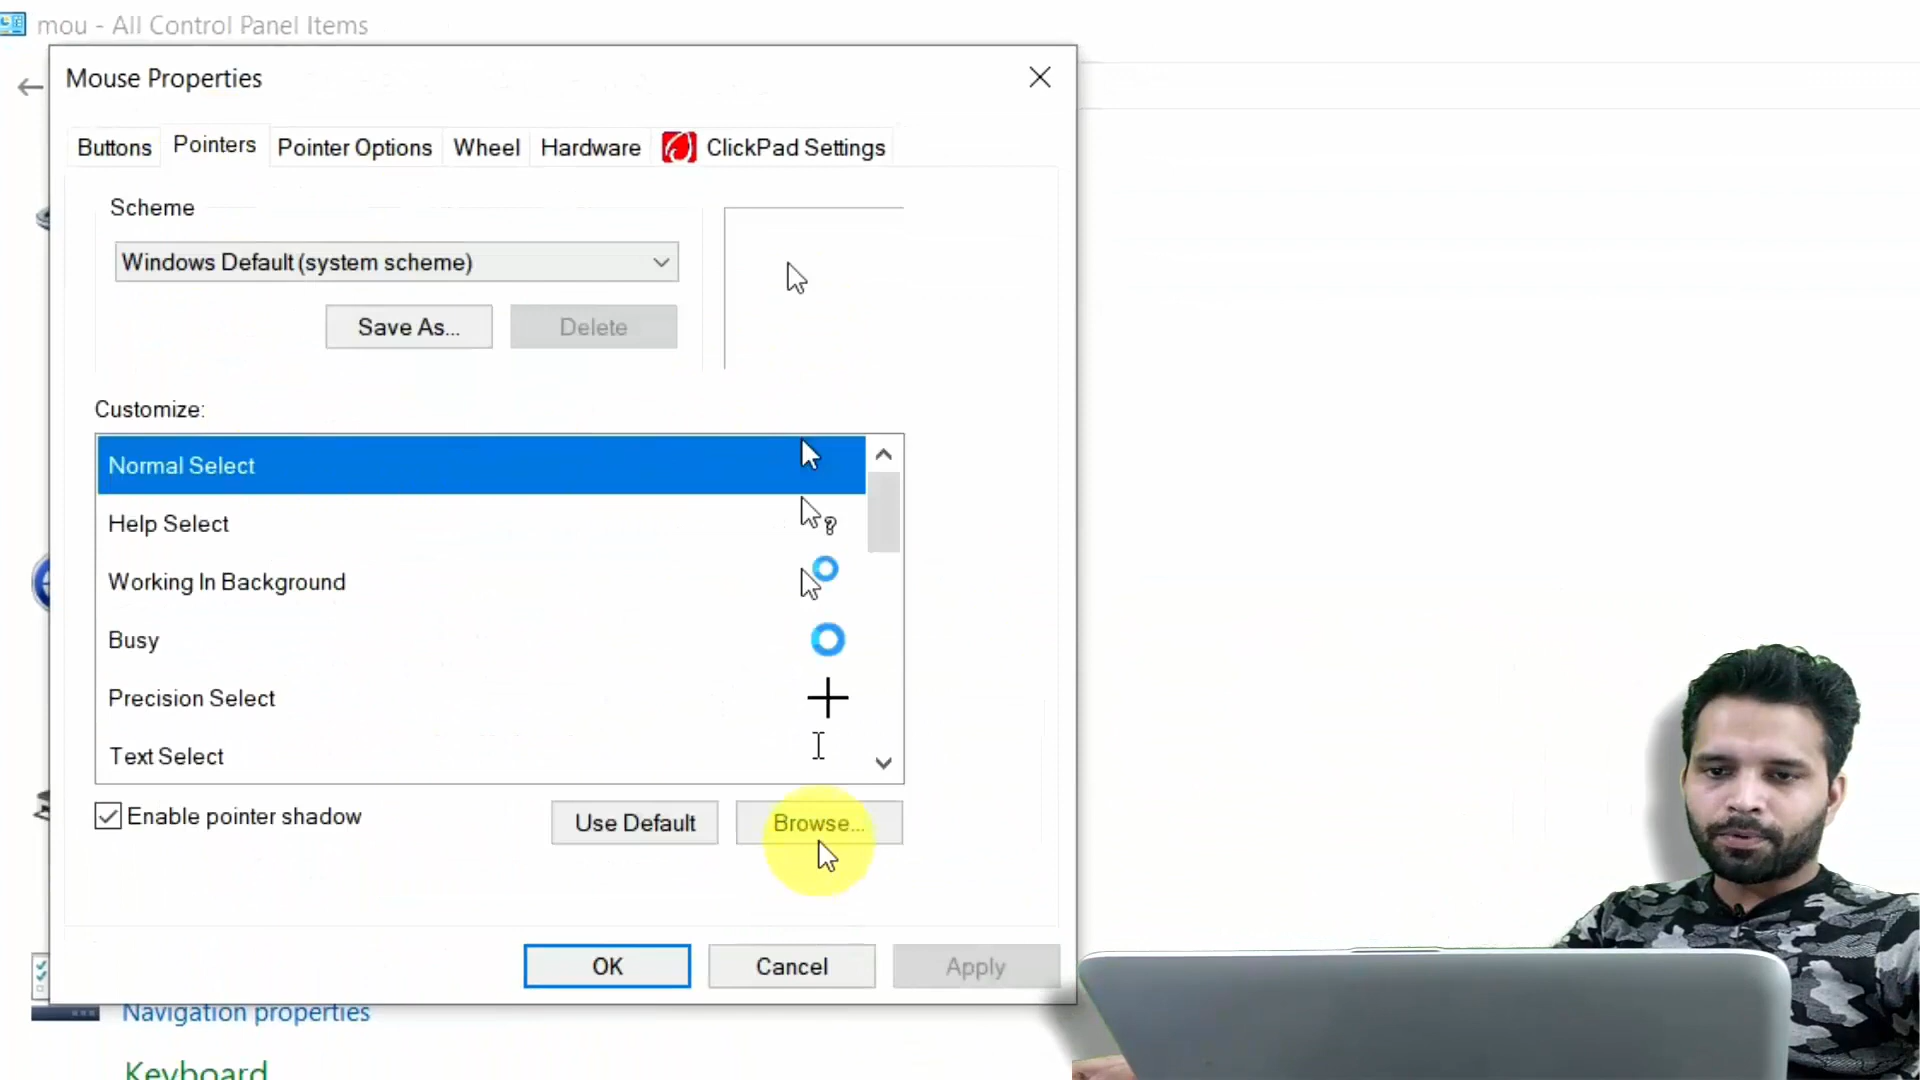 mou - All Control Panel Items
Mouse Properties
Buttons Pointers Pointer Options Wheel Hardware ClickPad Settings
Scheme
Windows Default (system scheme)
Save As... Delete
Customize:
Normal Select
Help Select
Working In Background
Busy
Precision Select
Text Select
Enable pointer shadow Use Default Browse...
OK Cancel Apply
Navigation properties
Keyboard